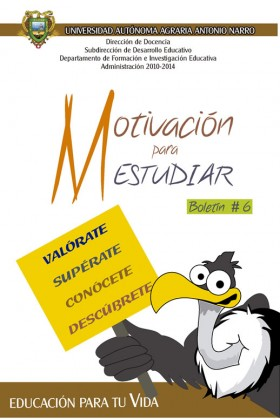 UNIVERSIDAD AUTÓNOMA AGRARIA ANTONIO NARRO
Dirección de Docencia
Subdirección de Desarrollo Educativo
Departamento de Formación e Investigación Educativa
Administración 2010-2014
Motivación
para
ESTUDIAR
Boletín # 6
VALÓRATE
SUPÉRATE
CONÓCETE
DESCÚBRETE
EDUCACIÓN PARA TU VIDA